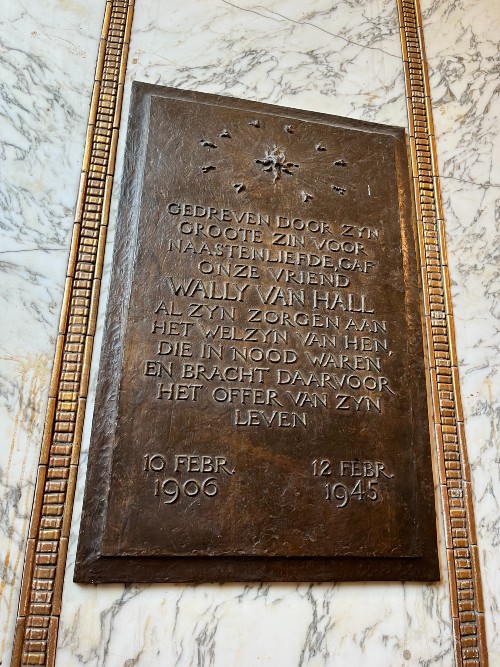 GEDREVEN DOOR ZYN
GROOTE ZIN VOOR
NAASTENLIEFDE, GAF
ONZE VRIEND
WALLY VAN HALL
AL ZYN ZORGEN AAN
HET WELZYN VAN HEN,
DIE IN NOOD WAREN
EN BRACHT DAARVOOR
HET OFFER VAN ZYN
LEVEN
10 FEBR. 12 FEBR.
1906 1945